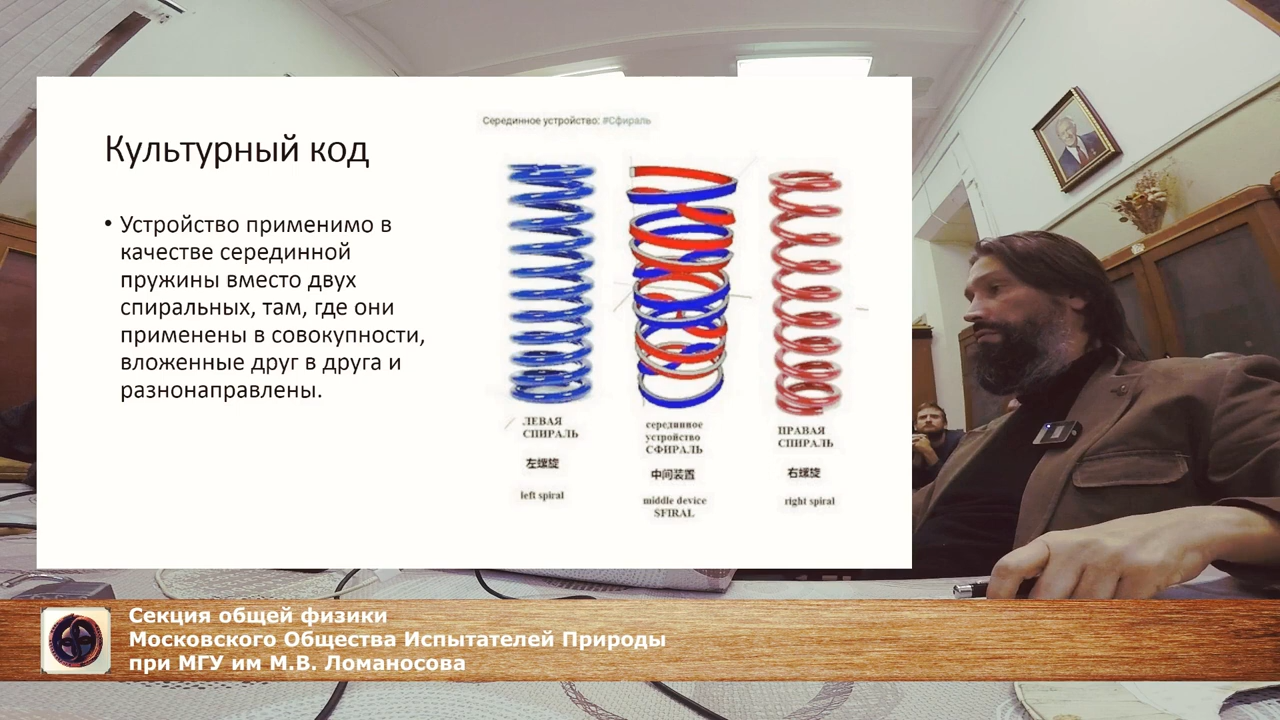 Культурный код
• Устройство применимо в
качестве серединной
пружины вместо двух
спиральных, там, где они
применены в совокупности,
вложенные друг в друга и
разнонаправлены.
Серединное устройство: #Сфираль
ЛЕВАЯ
СПИРАЛЬ
左螺旋
left spiral
серединное
устройство
СФИРАЛЬ
中间装置
middle device
SFIRAL
ПРАВАЯ
СПИРАЛЬ
右螺旋
right spiral
Секция общей физики
Московского Общества Испытателей Природы
при МГУ им М.В. Ломаносова